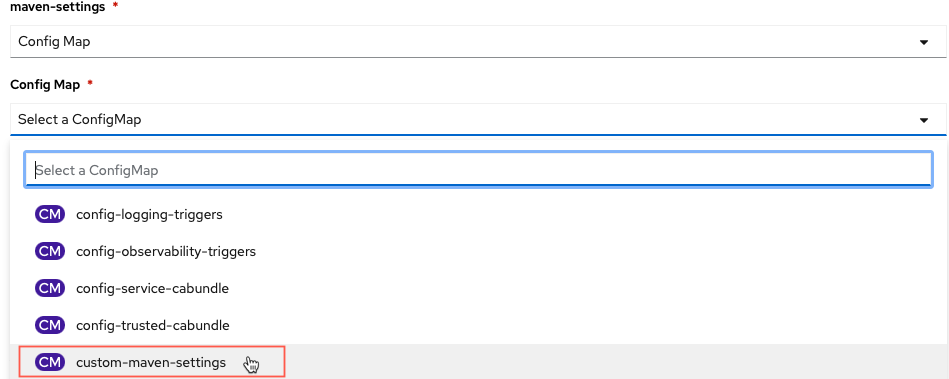 maven-settings *
Config Map
Config Map *
Select a ConfigMap
Select a ConfigMap
CM config-logging-triggers
CM config-observability-triggers
CM config-service-cabundle
CM config-trusted-cabundle
CM custom-maven-settings